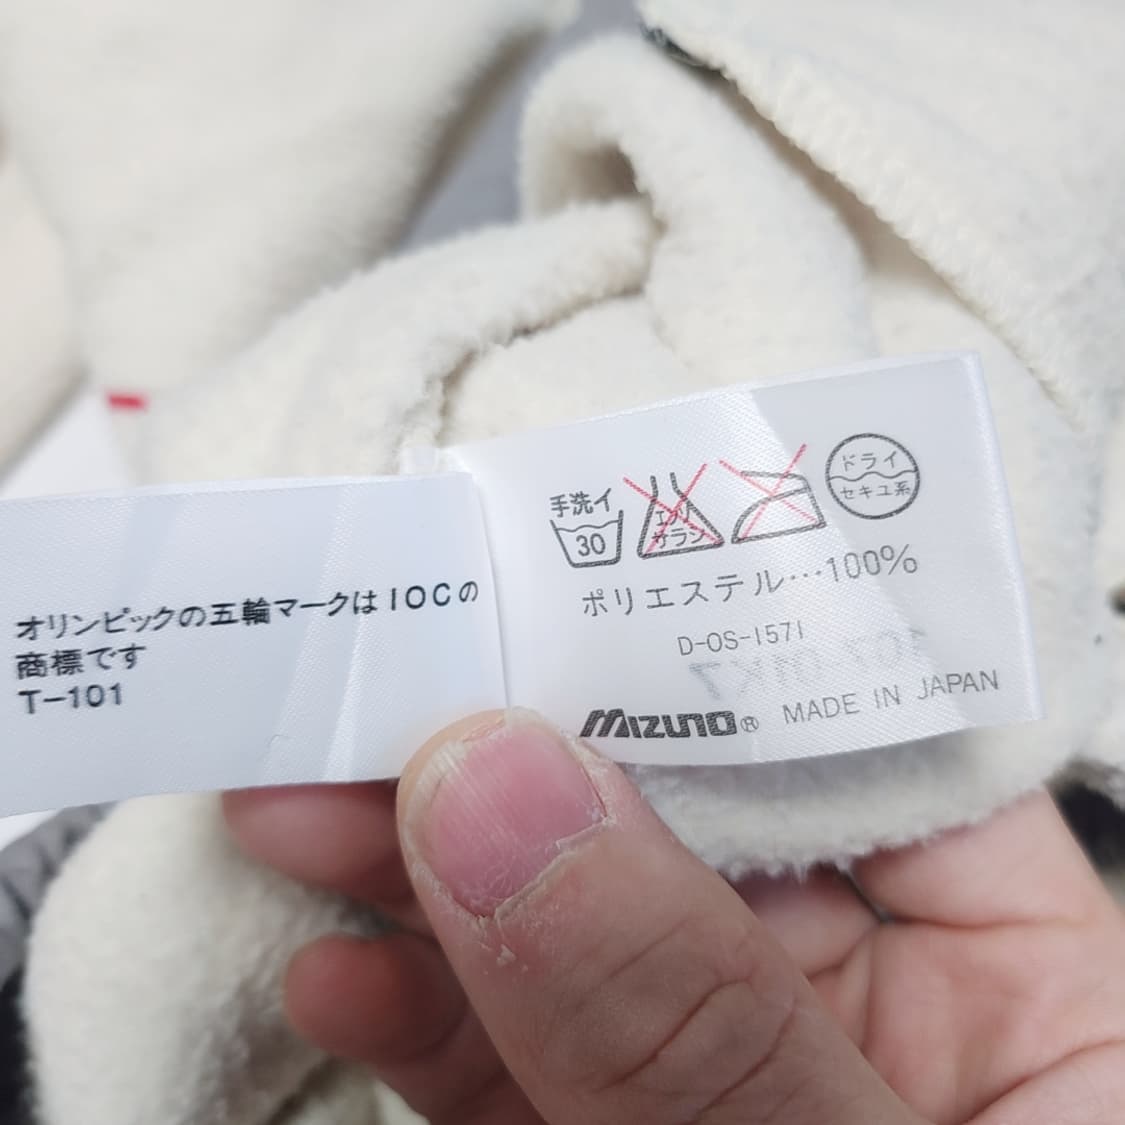 オリンピックの五輪マークはIOCの
商標です
T-101
手洗イ
30
エンソ
サラシ
ドライ
セキユ系
ポリエステル…100%
D-OS-1571
MIZUNO® MADE IN JAPAN